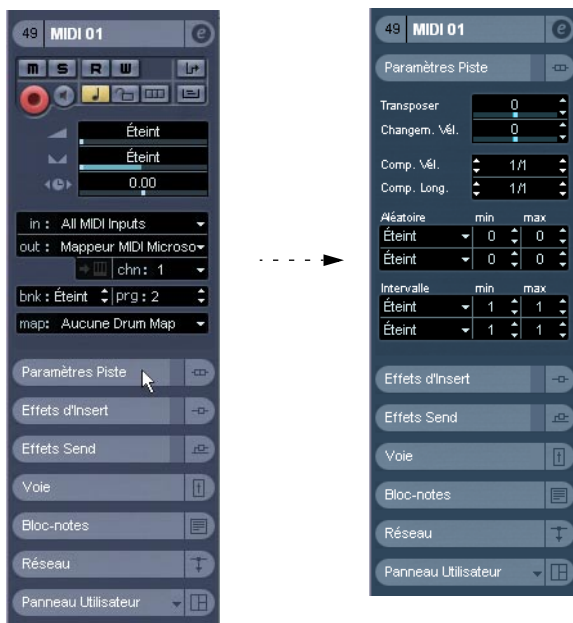 49 MIDI 01 e
m S R W
Éteint
Éteint
0.00
in : All MIDI Inputs
out : Mappeur MIDI Microso
chn : 1
bnk : Éteint prg : 2
map: Aucune Drum Map
Paramètres Piste
Effets d'Insert
Effets Send
Voie
Bloc-notes
Réseau
Panneau Utilisateur
49 MIDI 01 e
Paramètres Piste
Transposer 0
Changem. Vél. 0
Comp. Vél. 1/1
Comp. Long. 1/1
Aléatoire min max
Éteint 0 0
Éteint 0 0
Intervalle min max
Éteint 1 1
Éteint 1 1
Effets d'Insert
Effets Send
Voie
Bloc-notes
Réseau
Panneau Utilisateur